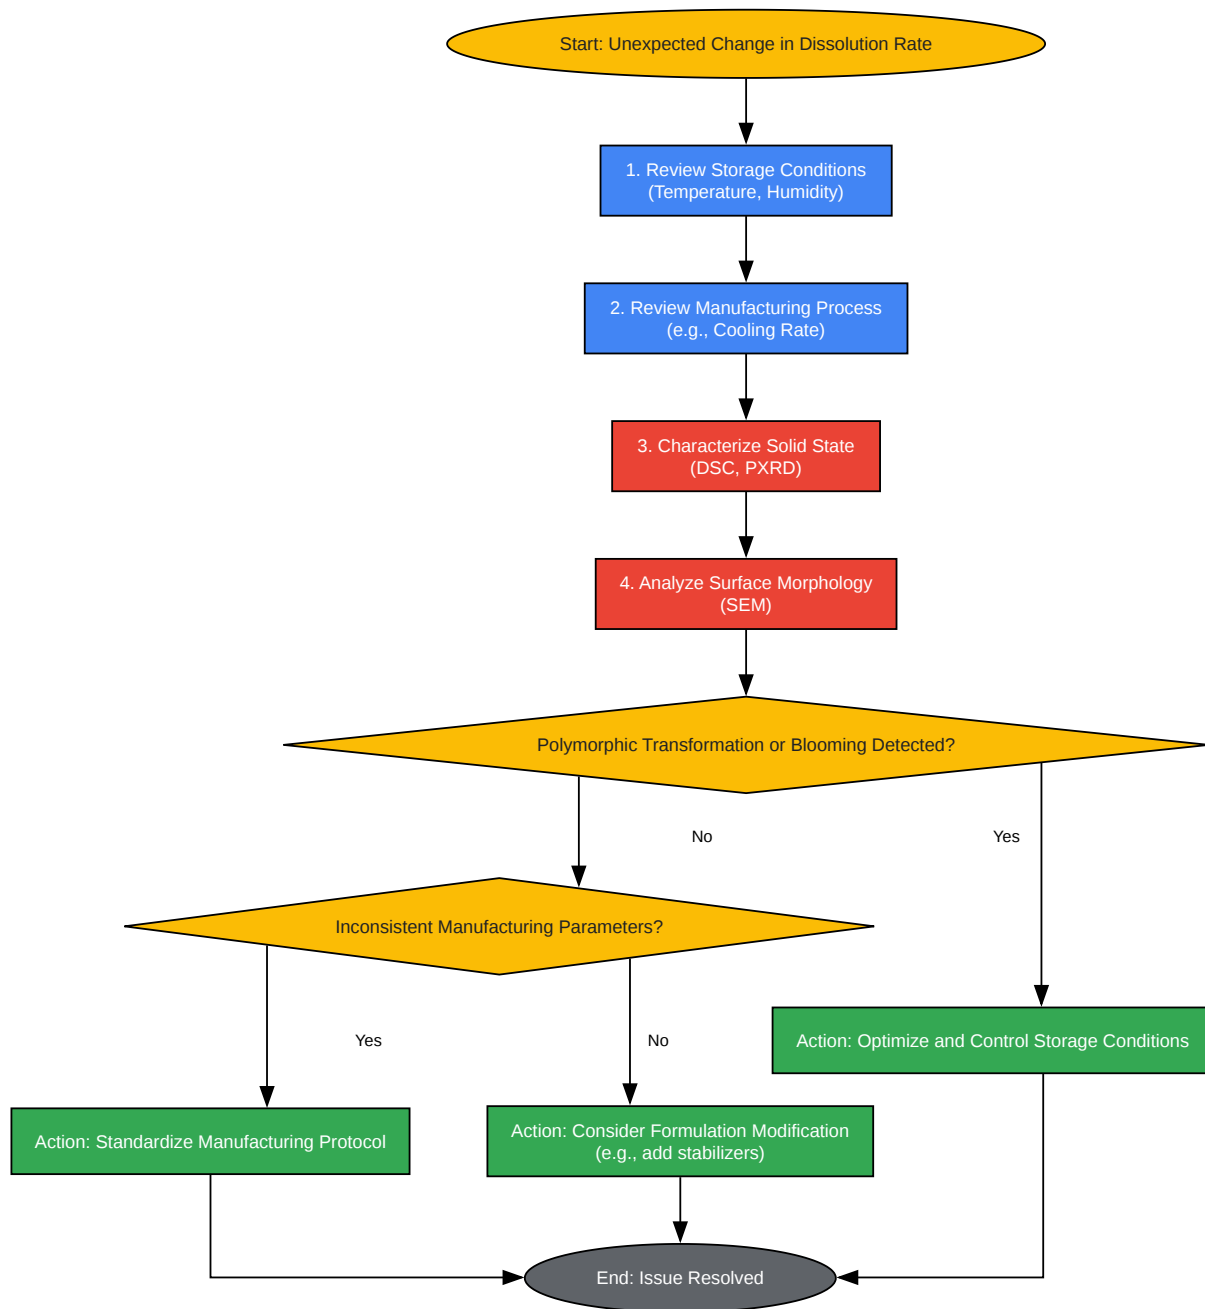 Start: Unexpected Change in Dissolution Rate
1. Review Storage Conditions
(Temperature, Humidity)
2. Review Manufacturing Process
(e.g., Cooling Rate)
3. Characterize Solid State
(DSC, PXRD)
4. Analyze Surface Morphology
(SEM)
Polymorphic Transformation or Blooming Detected?
No
Yes
Inconsistent Manufacturing Parameters?
Yes
No
Action: Optimize and Control Storage Conditions
Action: Standardize Manufacturing Protocol
Action: Consider Formulation Modification
(e.g., add stabilizers)
End: Issue Resolved